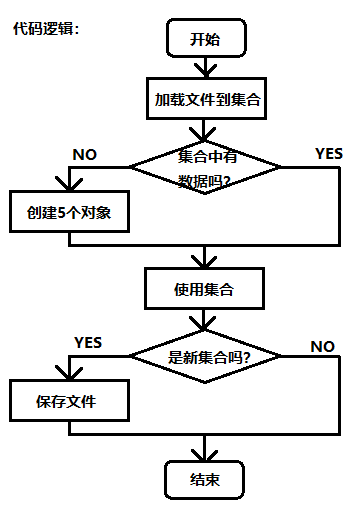 代码逻辑：
开始
加载文件到集合
集合中有
数据吗？
NO
YES
创建5个对象
使用集合
是新集合吗？
YES
NO
保存文件
结束